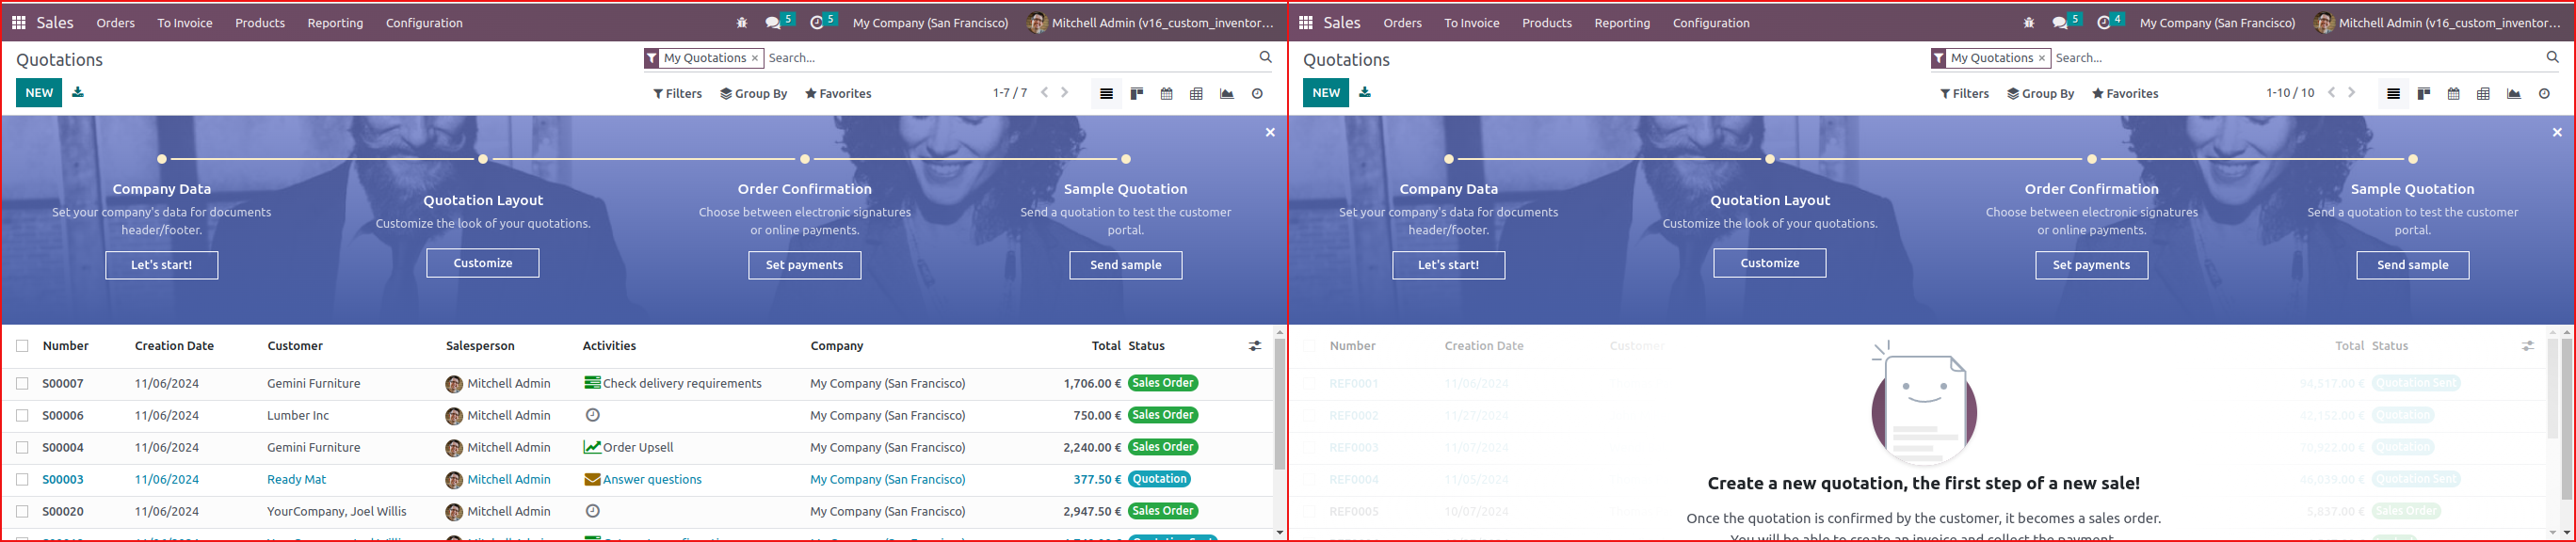 Sales Orders To Invoice Products Reporting Configuration 5 5 My Company (San Francisco) Mitchell Admin (v16_custom_inventor...
Quotations
My Quotations × Search...
NEW Filters Group By Favorites 1-7 / 7
Company Data
Set your company's data for documents
header/footer.
Let's start!
Quotation Layout
Customize the look of your quotations.
Customize
Order Confirmation
Choose between electronic signatures
or online payments.
Set payments
Sample Quotation
Send a quotation to test the customer
portal.
Send sample
Number Creation Date Customer Salesperson Activities Company Total Status
S00007 11/06/2024 Gemini Furniture Mitchell Admin Check delivery requirements My Company (San Francisco) 1,706.00 € Sales Order
S00006 11/06/2024 Lumber Inc Mitchell Admin My Company (San Francisco) 750.00 € Sales Order
S00004 11/06/2024 Gemini Furniture Mitchell Admin Order Upsell My Company (San Francisco) 2,240.00 € Sales Order
S00003 11/06/2024 Ready Mat Mitchell Admin Answer questions My Company (San Francisco) 377.50 € Quotation
S00020 11/06/2024 YourCompany, Joel Willis Mitchell Admin My Company (San Francisco) 2,947.50 € Sales Order
Sales Orders To Invoice Products Reporting Configuration 5 4 My Company (San Francisco) Mitchell Admin (v16_custom_inventor...
Quotations
My Quotations × Search...
NEW Filters Group By Favorites 1-10 / 10
Company Data
Set your company's data for documents
header/footer.
Let's start!
Quotation Layout
Customize the look of your quotations.
Customize
Order Confirmation
Choose between electronic signatures
or online payments.
Set payments
Sample Quotation
Send a quotation to test the customer
portal.
Send sample
Number Creation Date Customer Total Status
REF0001 11/06/2024 94,517.00 € Quotation Sent
REF0002 11/27/2024 42,152.00 € Quotation
REF0003 11/07/2024 70,922.00 € Quotation
REF0004 11/05/2024 46,039.00 € Quotation Sent
REF0005 10/07/2024 5,837.00 € Sales Order
Create a new quotation, the first step of a new sale!
Once the quotation is confirmed by the customer, it becomes a sales order.
You will be able to create an invoice and collect the payment.